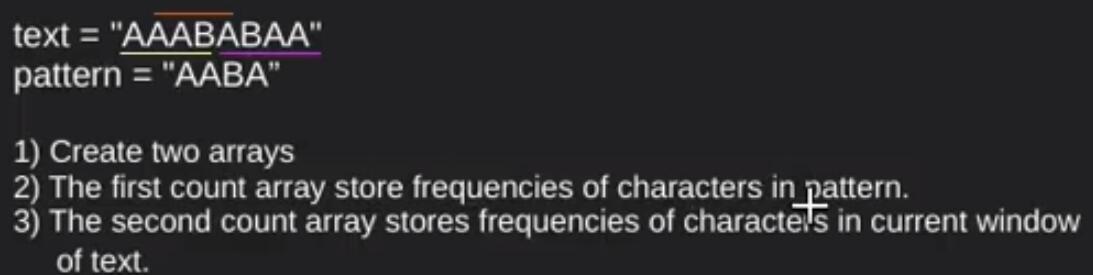 text = "AAABABAA"
pattern = "AABA”
1) Create two arrays
2) The first count array store frequencies of characters in pattern.
3) The second count array stores frequencies of characters in current window
of text.